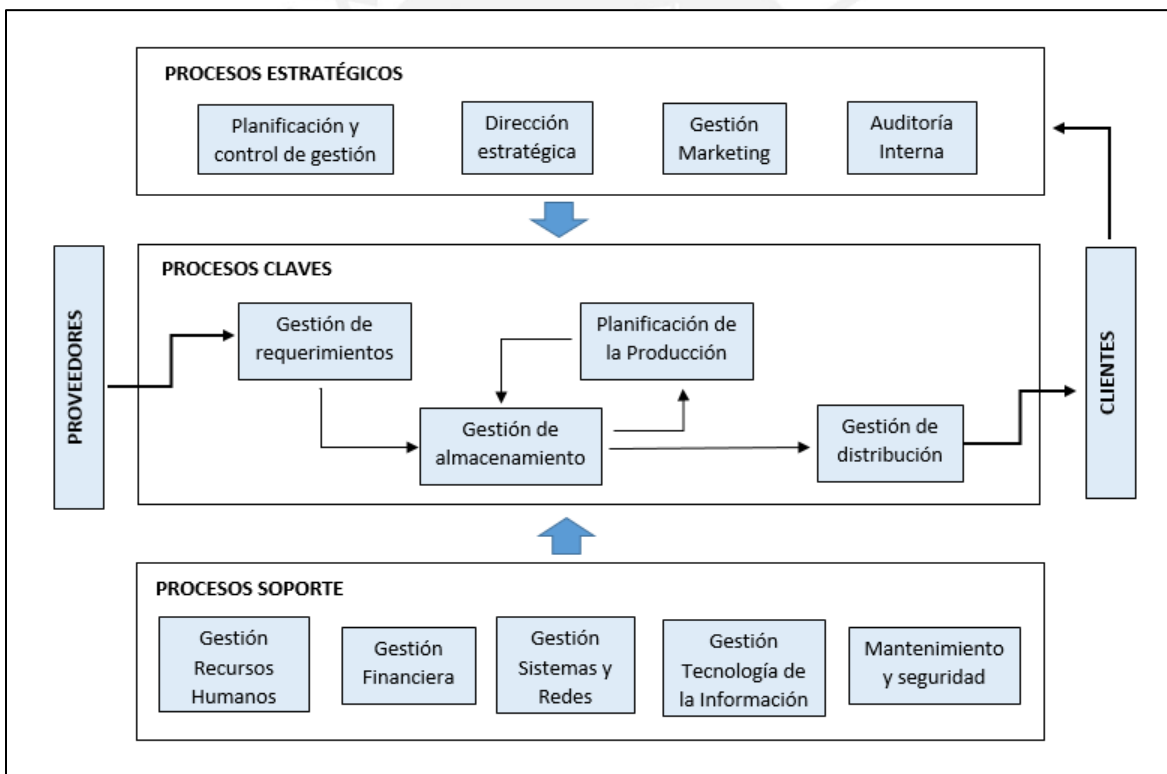 PROCESOS ESTRATÉGICOS
Planificación y
control de gestión
Dirección
estratégica
Gestión
Marketing
Auditoría
Interna
PROVEEDORES
PROCESOS CLAVES
Gestión de
requerimientos
Planificación de
la Producción
Gestión de
almacenamiento
Gestión de
distribución
CLIENTES
PROCESOS SOPORTE
Gestión
Recursos
Humanos
Gestión
Financiera
Gestión
Sistemas y
Redes
Gestión
Tecnología de
la Información
Mantenimiento
y seguridad